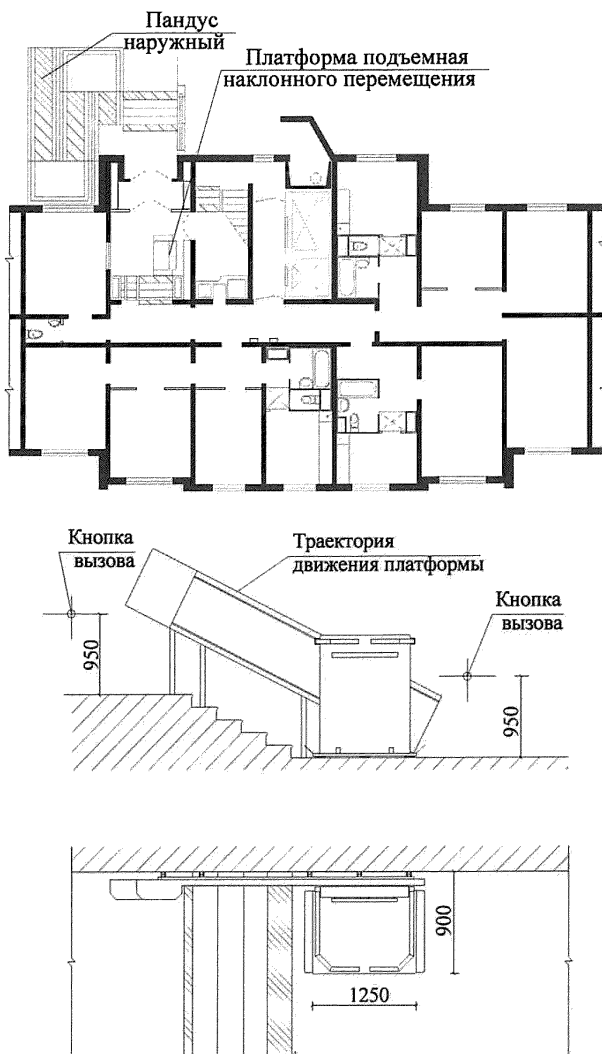 Пандус
наружный
Платформа подъемная
наклонного перемещения
Кнопка
вызова
Траектория
движения платформы
Кнопка
вызова
950
950
900
1250